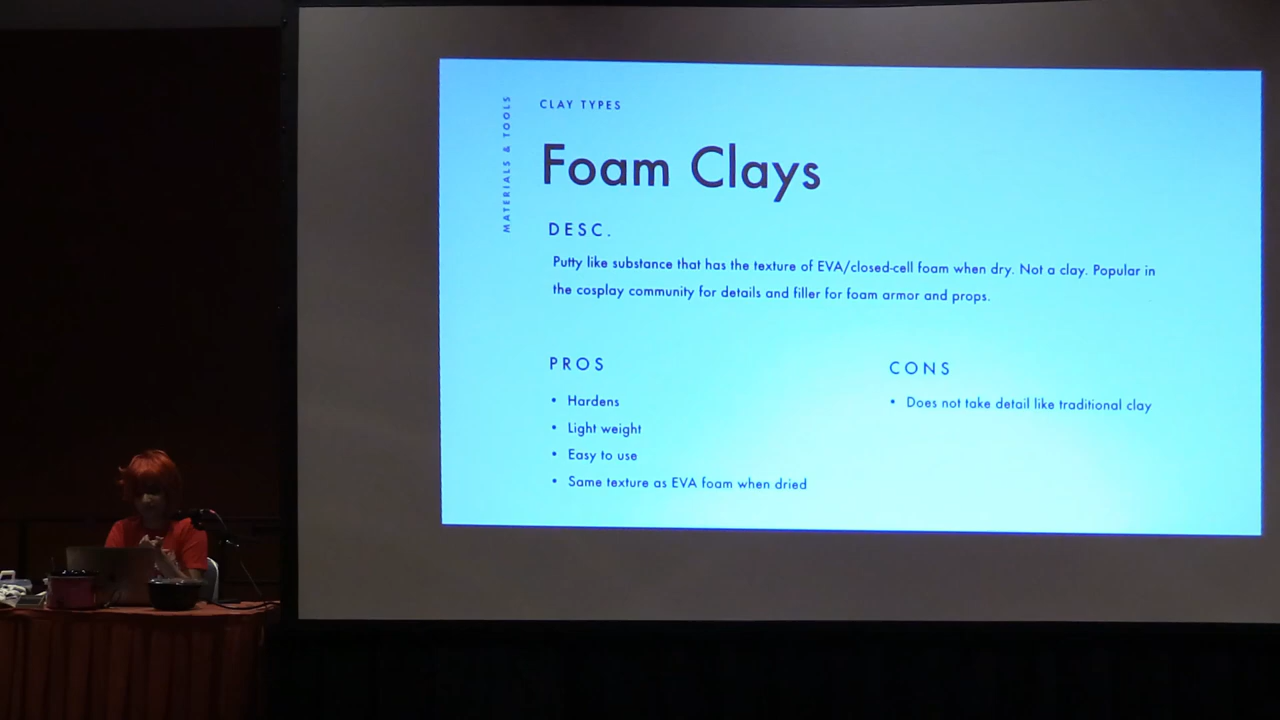 MATERIALS & TOOLS
CLAY TYPES
Foam Clays
DESC.
Putty like substance that has the texture of EVA/closed-cell foam when dry. Not a clay. Popular in
the cosplay community for details and filler for foam armor and props.
PROS
• Hardens
• Light weight
• Easy to use
• Same texture as EVA foam when dried
CONS
• Does not take detail like traditional clay